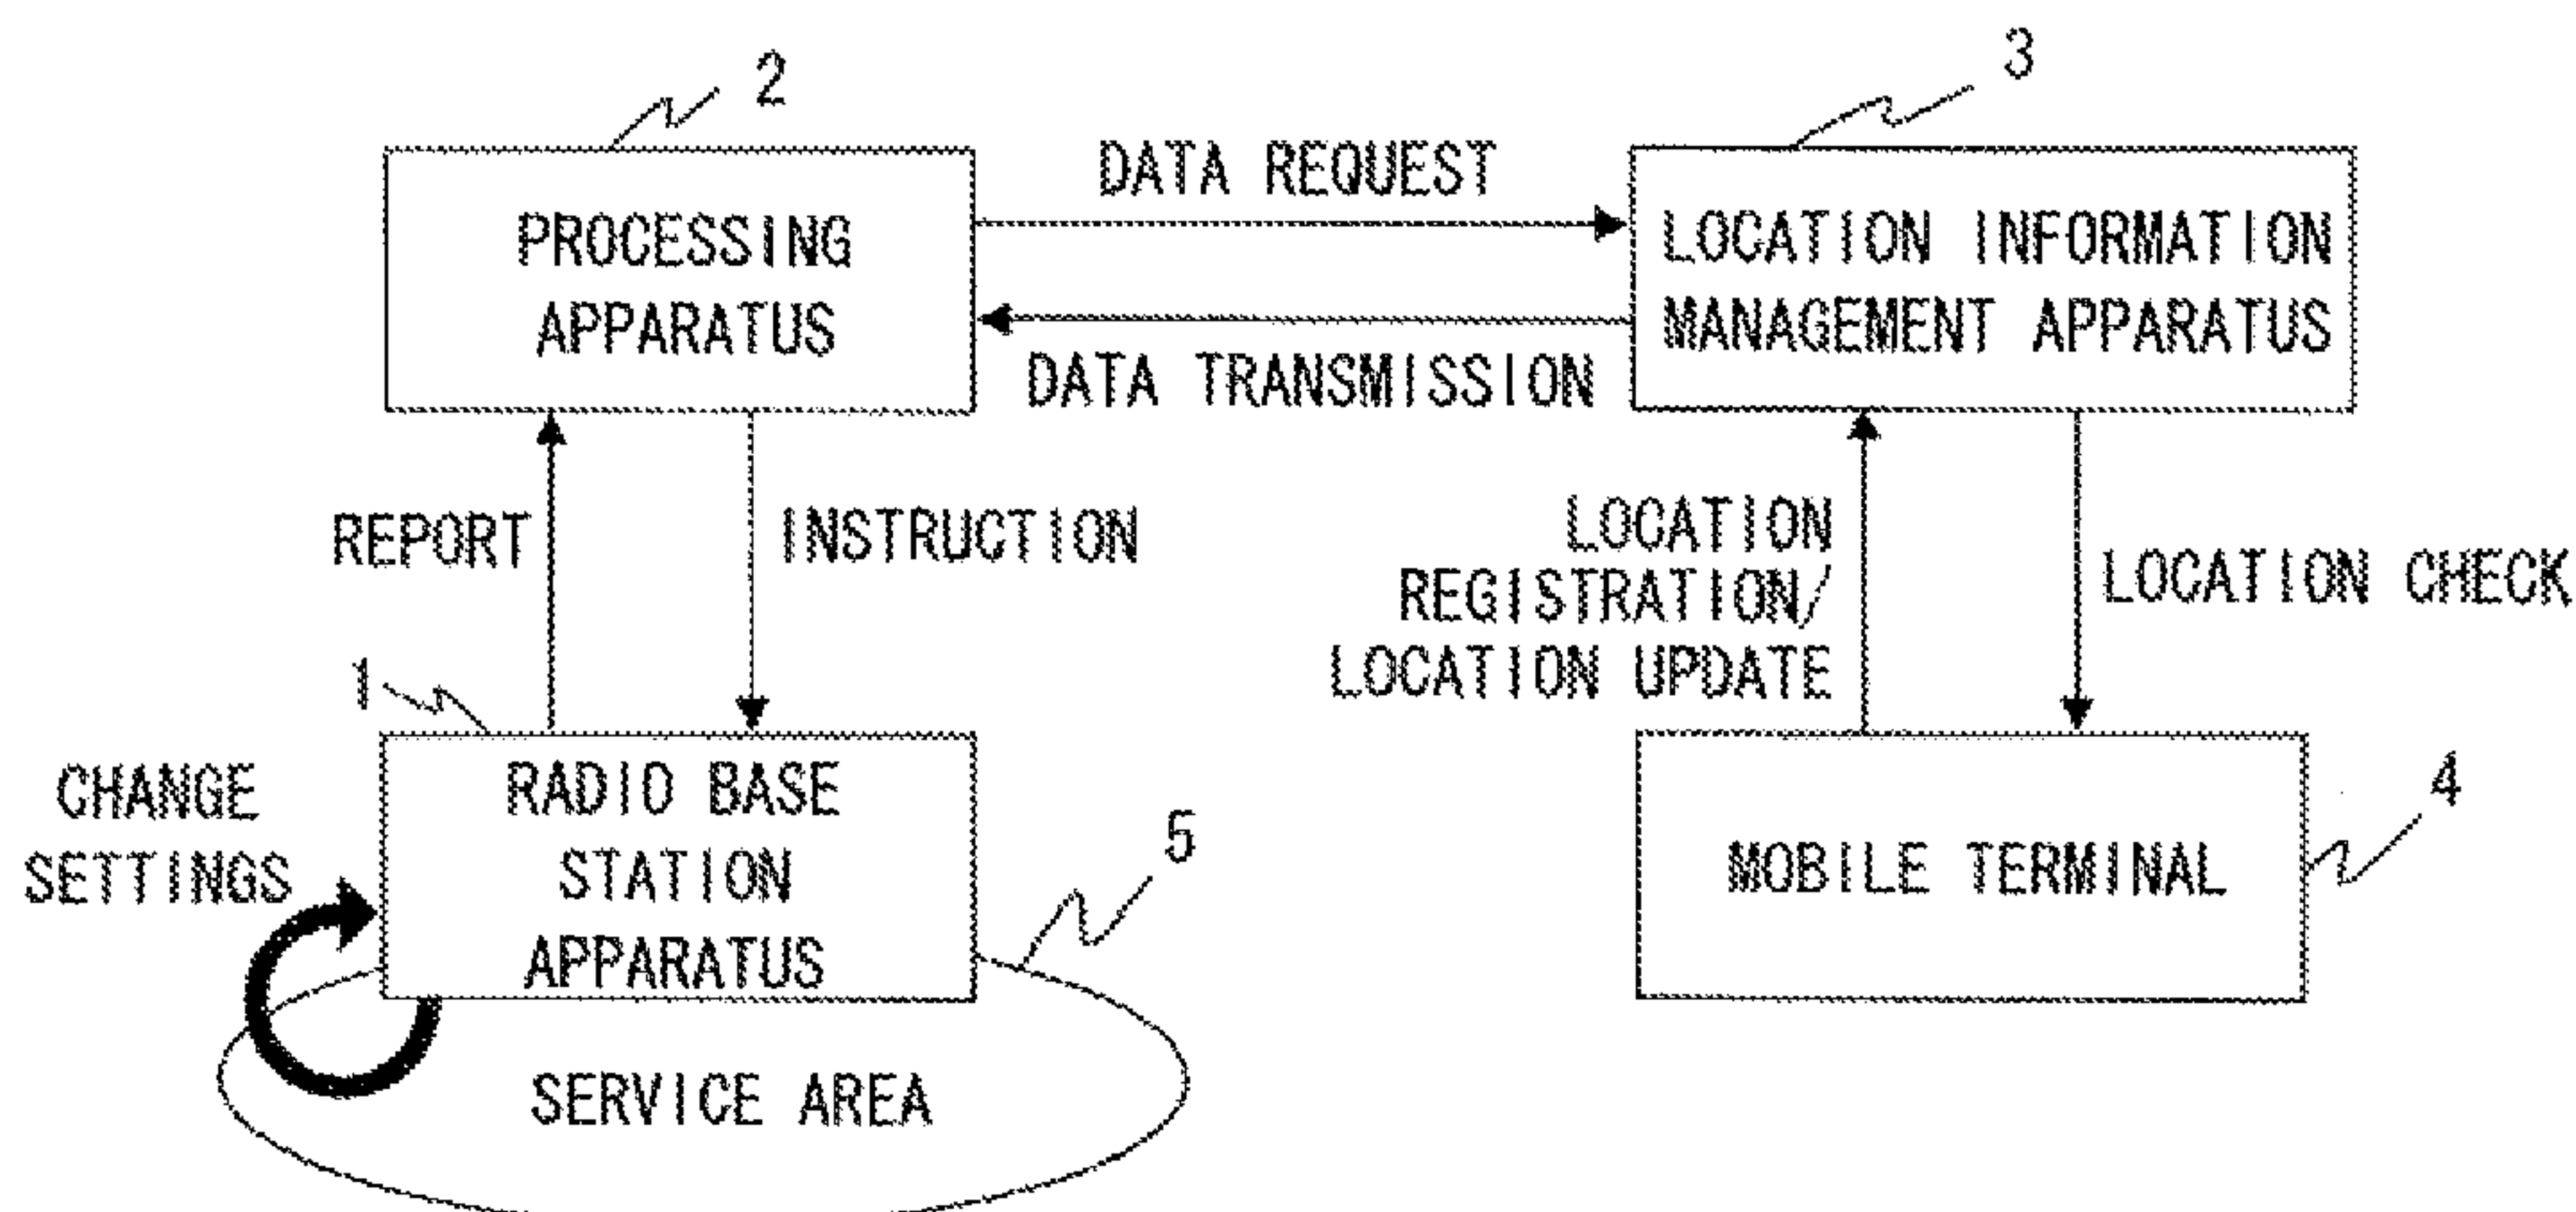 2
3
PROCESSING
APPARATUS
DATA REQUEST
DATA TRANSMISSION
LOCATION INFORMATION
MANAGEMENT APPARATUS
REPORT
INSTRUCTION
LOCATION
REGISTRATION/
LOCATION UPDATE
LOCATION CHECK
1
CHANGE
SETTINGS
RADIO BASE
STATION
APPARATUS
5
MOBILE TERMINAL
4
SERVICE AREA